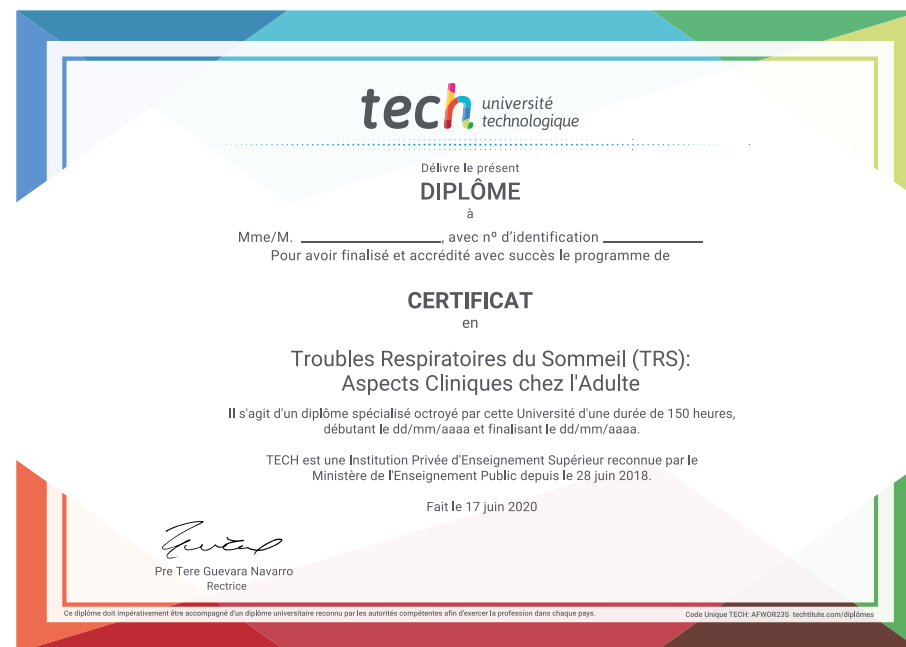 tech université
technologique
Délivre le présent
DIPLÔME
à
Mme/M. ____________________, avec nº d'identification ______________
Pour avoir finalisé et accrédité avec succès le programme de
CERTIFICAT
en
Troubles Respiratoires du Sommeil (TRS):
Aspects Cliniques chez l'Adulte
Il s'agit d'un diplôme spécialisé octroyé par cette Université d'une durée de 150 heures,
débutant le dd/mm/aaaa et finalisant le dd/mm/aaaa.
TECH est une Institution Privée d'Enseignement Supérieur reconnue par le
Ministère de l'Enseignement Public depuis le 28 juin 2018.
Fait le 17 juin 2020
Pre Tere Guevara Navarro
Rectrice
Ce diplôme doit impérativement être accompagné d'un diplôme universitaire reconnu par les autorités compétentes afin d'exercer la profession dans chaque pays.
Code Unique TECH: AFWOR23S techtitute.com/diplômes